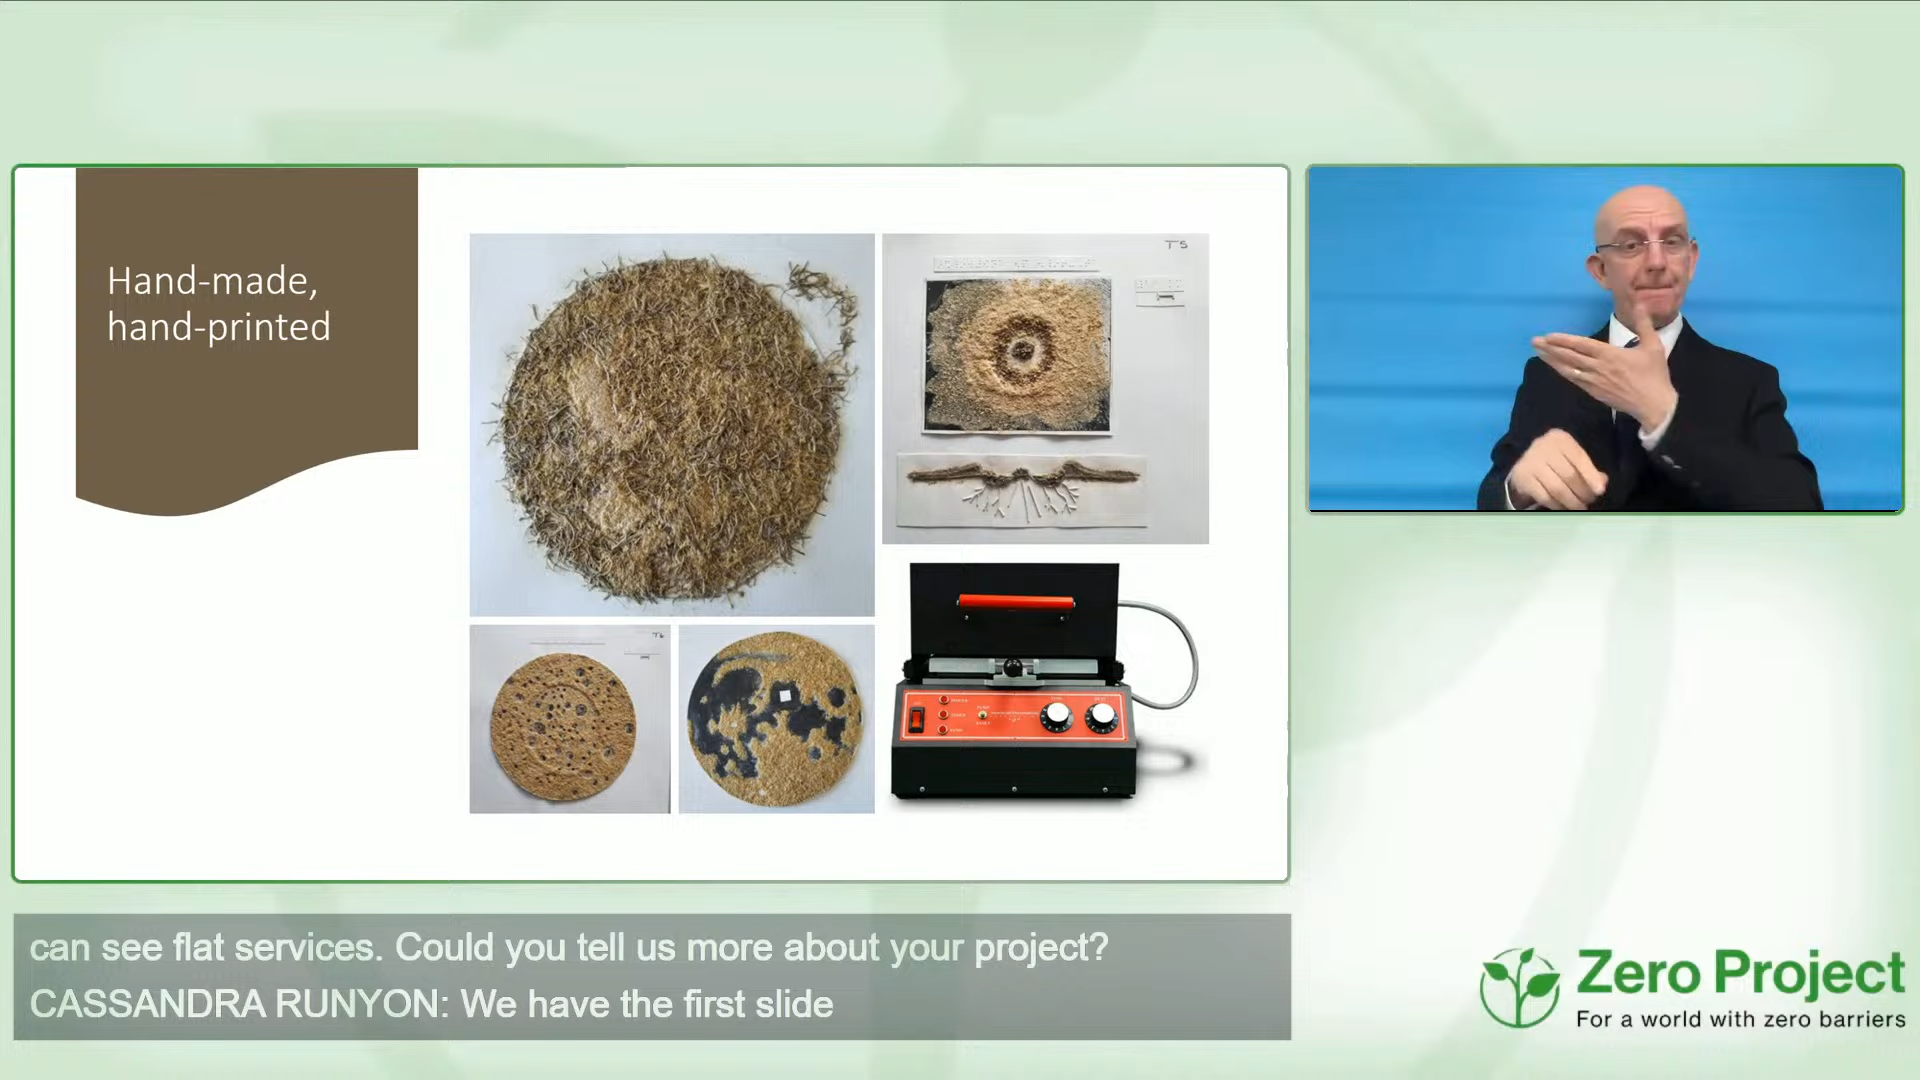 Hand-made,
hand-printed
T5
can see flat services. Could you tell us more about your project?
CASSANDRA RUNYON: We have the first slide
Zero Project
For a world with zero barriers